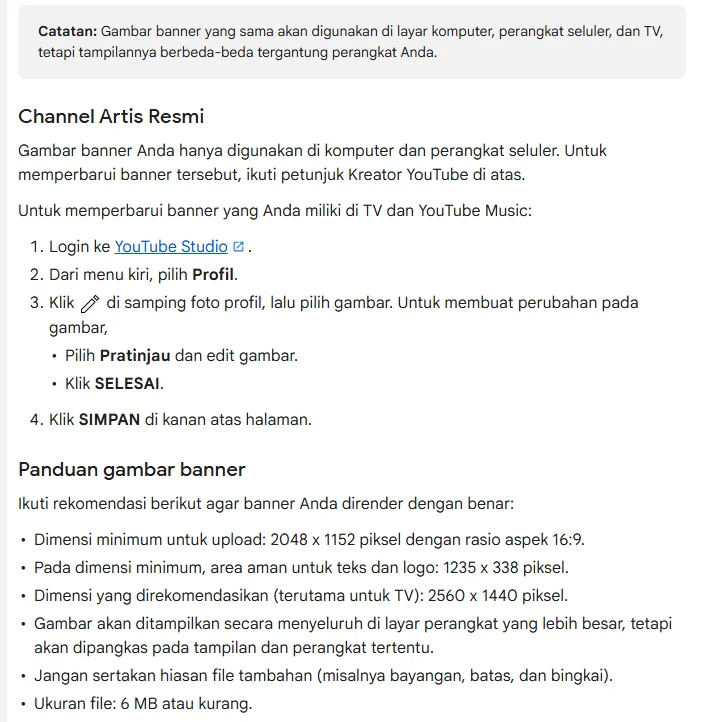 Catatan: Gambar banner yang sama akan digunakan di layar komputer, perangkat seluler, dan TV,
tetapi tampilannya berbeda-beda tergantung perangkat Anda.
Channel Artis Resmi
Gambar banner Anda hanya digunakan di komputer dan perangkat seluler. Untuk
memperbarui banner tersebut, ikuti petunjuk Kreator YouTube di atas.
Untuk memperbarui banner yang Anda miliki di TV dan YouTube Music:
1. Login ke YouTube Studio .
2. Dari menu kiri, pilih Profil.
3. Klik di samping foto profil, lalu pilih gambar. Untuk membuat perubahan pada
gambar,
• Pilih Pratinjau dan edit gambar.
• Klik SELESAI.
4. Klik SIMPAN di kanan atas halaman.
Panduan gambar banner
Ikuti rekomendasi berikut agar banner Anda dirender dengan benar:
• Dimensi minimum untuk upload: 2048 x 1152 piksel dengan rasio aspek 16:9.
• Pada dimensi minimum, area aman untuk teks dan logo: 1235 x 338 piksel.
• Dimensi yang direkomendasikan (terutama untuk TV): 2560 x 1440 piksel.
• Gambar akan ditampilkan secara menyeluruh di layar perangkat yang lebih besar, tetapi
akan dipangkas pada tampilan dan perangkat tertentu.
• Jangan sertakan hiasan file tambahan (misalnya bayangan, batas, dan bingkai).
• Ukuran file: 6 MB atau kurang.